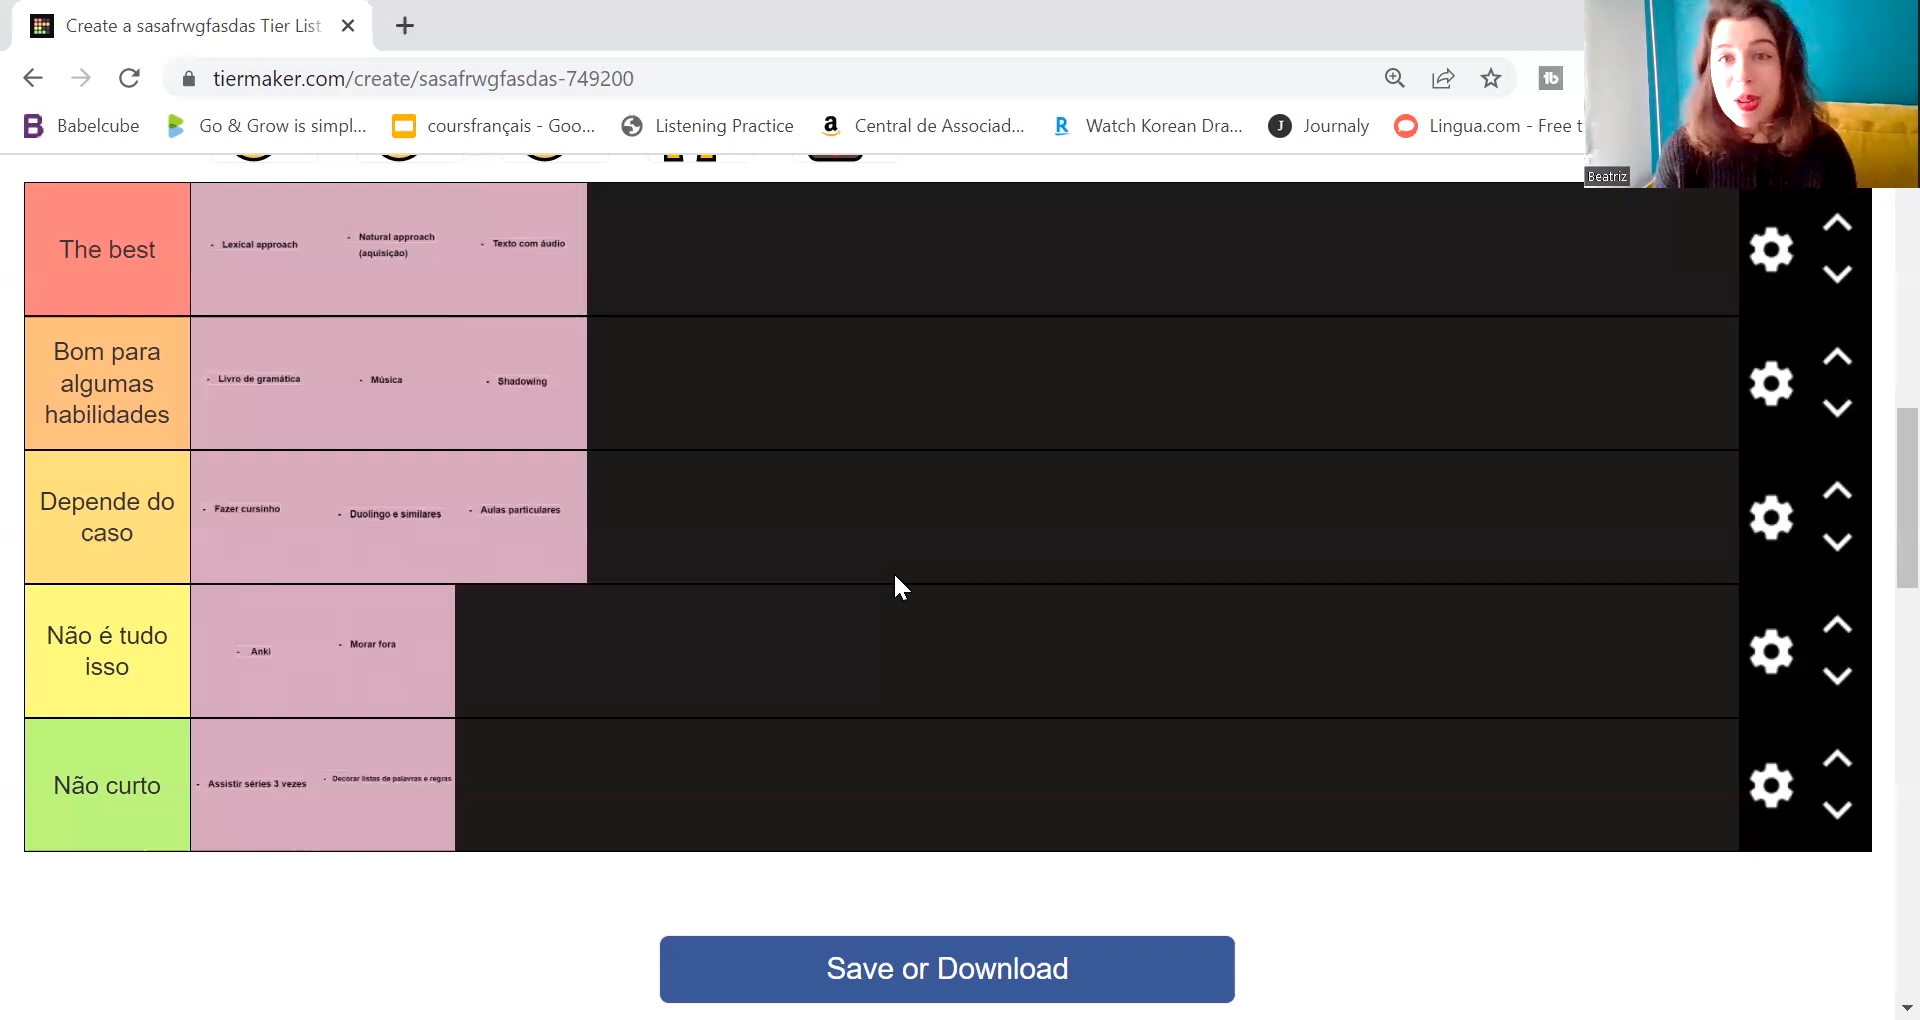 Create a sasafrwgfasdas Tier List
tiermaker.com/create/sasafrwgfasdas-749200
Babelcube
Go & Grow is simpl...
coursfrançais - Goo...
Listening Practice
Central de Associad...
Watch Korean Dra...
Journaly
Lingua.com - Free t
Beatriz
The best
- Lexical approach
- Natural approach
(aquisição)
- Texto com áudio
Bom para
algumas
habilidades
- Livro de gramática
- Música
- Shadowing
Depende do
caso
- Fazer cursinho
- Duolingo e similares
- Aulas particulares
Não é tudo
isso
- Anki
- Morar fora
Não curto
- Assistir séries 3 vezes
- Decorar listas de palavras e regras
Save or Download